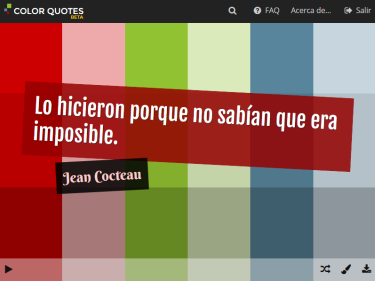 COLOR QUOTES
BETA
FAQ
Acerca de...
Salir
Lo hicieron porque no sabían que era
imposible.
Jean Cocteau